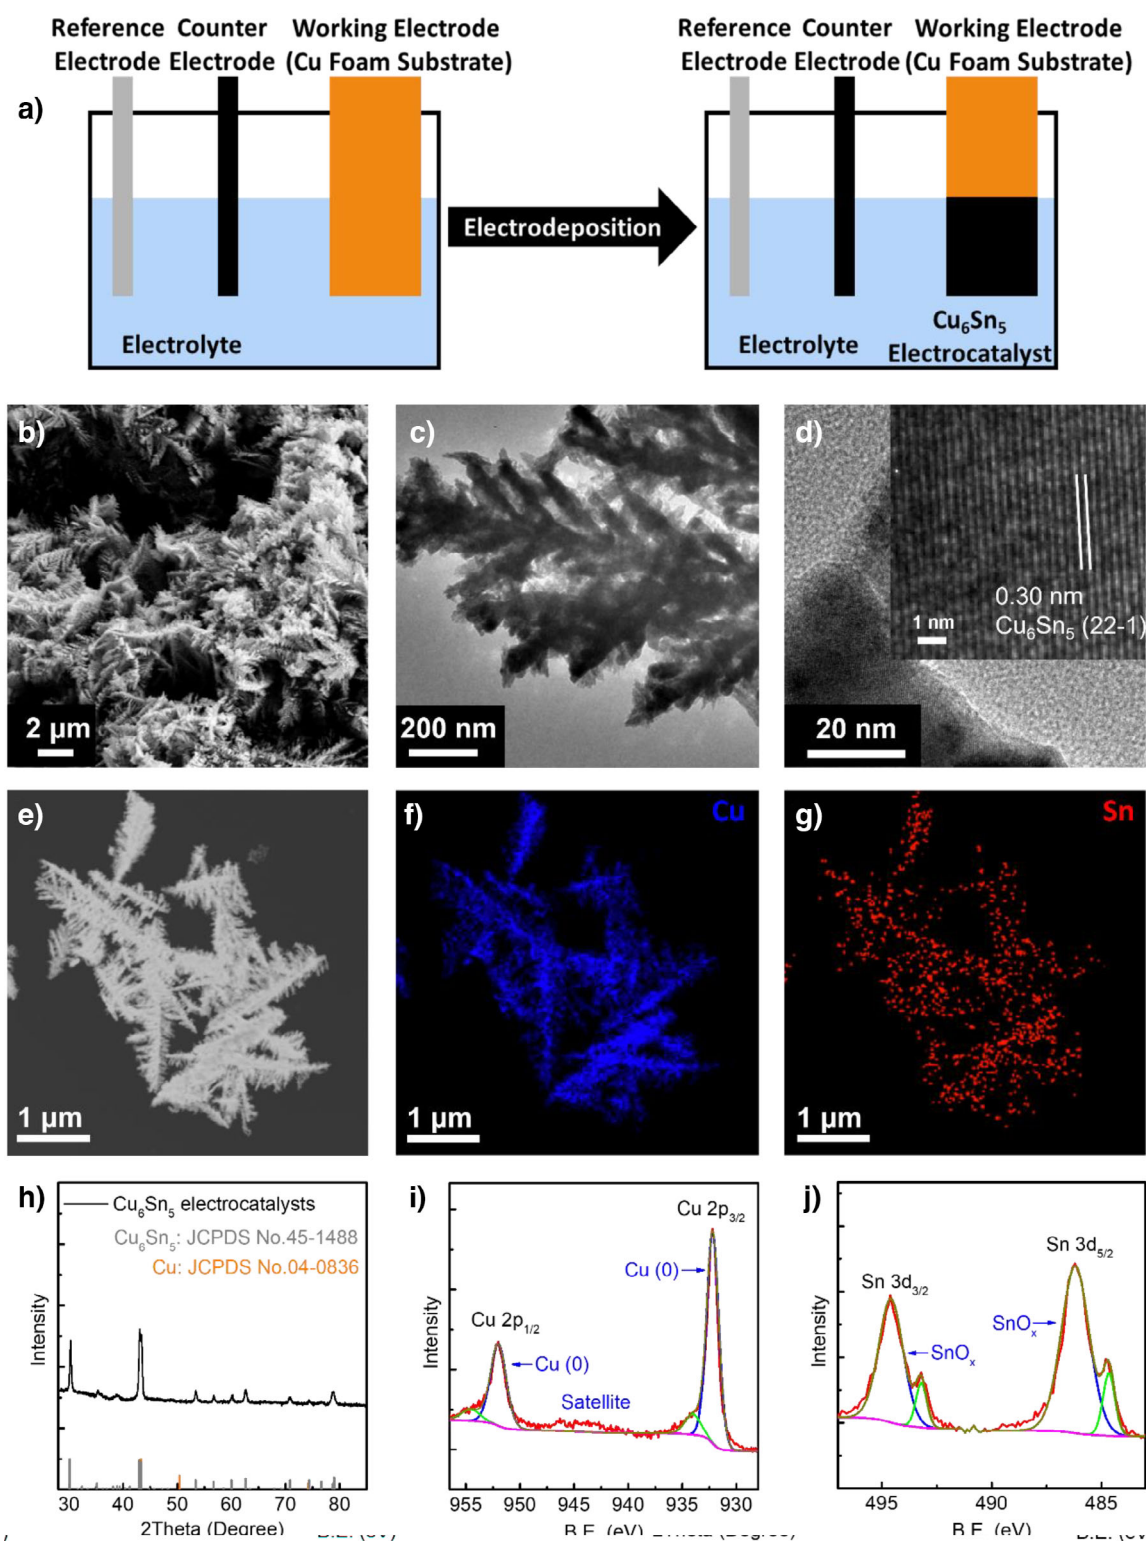 Reference Counter Working Electrode
Electrode Electrode (Cu Foam Substrate)
Reference Counter Working Electrode
Electrode Electrode (Cu Foam Substrate)
a)
Electrodeposition
Electrolyte
Electrolyte
Cu₆Sn₅
Electrocatalyst
b)
2 µm
c)
200 nm
d)
0.30 nm
Cu₆Sn₅ (22-1)
1 nm
20 nm
e)
1 µm
f)
Cu
1 µm
g)
Sn
1 µm
h)
Cu₆Sn₅ electrocatalysts
Cu₆Sn₅: JCPDS No.45-1488
Cu: JCPDS No.04-0836
Intensity
30 40 50 60 70 80
2Theta (Degree)
i)
Cu 2p₃/₂
Cu (0)
Cu 2p₁/₂
Cu (0)
Satellite
Intensity
955 950 945 940 935 930
B.E. (eV)
j)
Sn 3d₅/₂
Sn 3d₃/₂
SnOₓ
SnOₓ
Intensity
495 490 485
B.E. (eV)